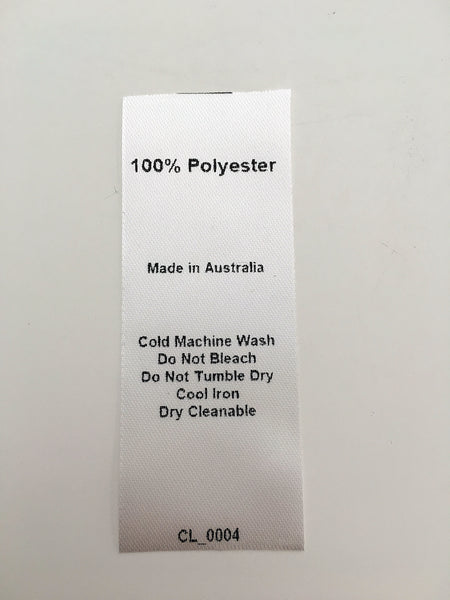 100% Polyester
Made in Australia
Cold Machine Wash
Do Not Bleach
Do Not Tumble Dry
Cool Iron
Dry Cleanable
CL_0004